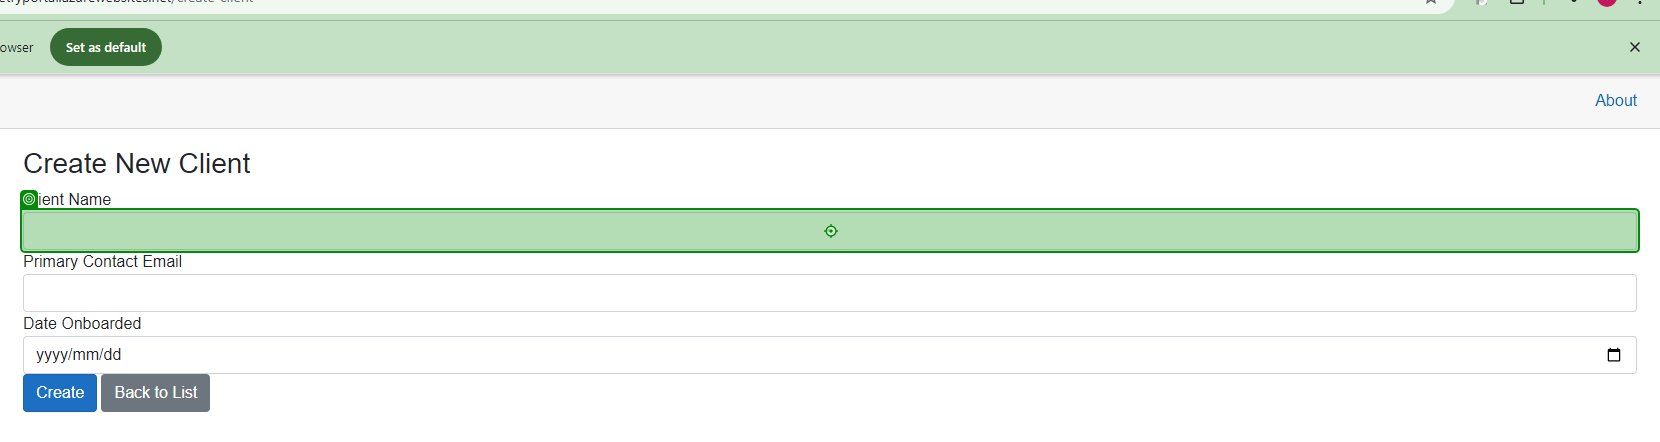 owser
Set as default
About
Create New Client
ient Name
Primary Contact Email
Date Onboarded
yyyy/mm/dd
Create
Back to List